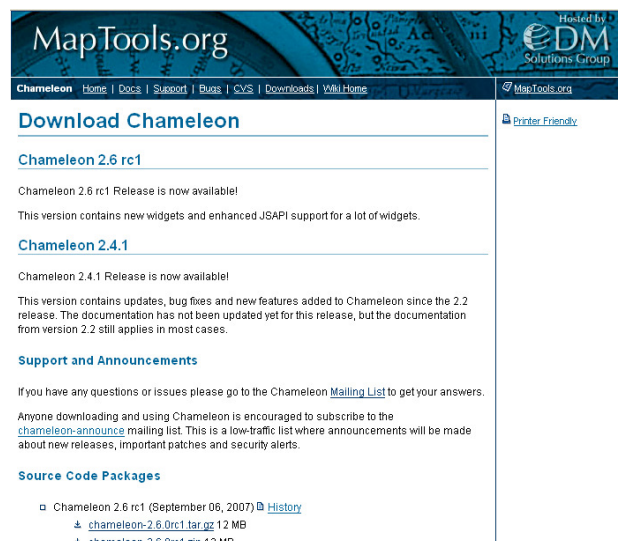 MapTools.org
Hosted by
DM
Solutions Group
Chameleon Home | Docs | Support | Bugs | CVS | Downloads | Wiki Home
MapTools.org
Download Chameleon
Printer Friendly
Chameleon 2.6 rc1
Chameleon 2.6 rc1 Release is now available!
This version contains new widgets and enhanced JSAPI support for a lot of widgets.
Chameleon 2.4.1
Chameleon 2.4.1 Release is now available!
This version contains updates, bug fixes and new features added to Chameleon since the 2.2
release. The documentation has not been updated yet for this release, but the documentation
from version 2.2 still applies in most cases.
Support and Announcements
If you have any questions or issues please go to the Chameleon Mailing List to get your answers.
Anyone downloading and using Chameleon is encouraged to subscribe to the
chameleon-announce mailing list. This is a low-traffic list where announcements will be made
about new releases, important patches and security alerts.
Source Code Packages
Chameleon 2.6 rc1 (September 06, 2007) History
chameleon-2.6.0rc1.tar.gz 12 MB